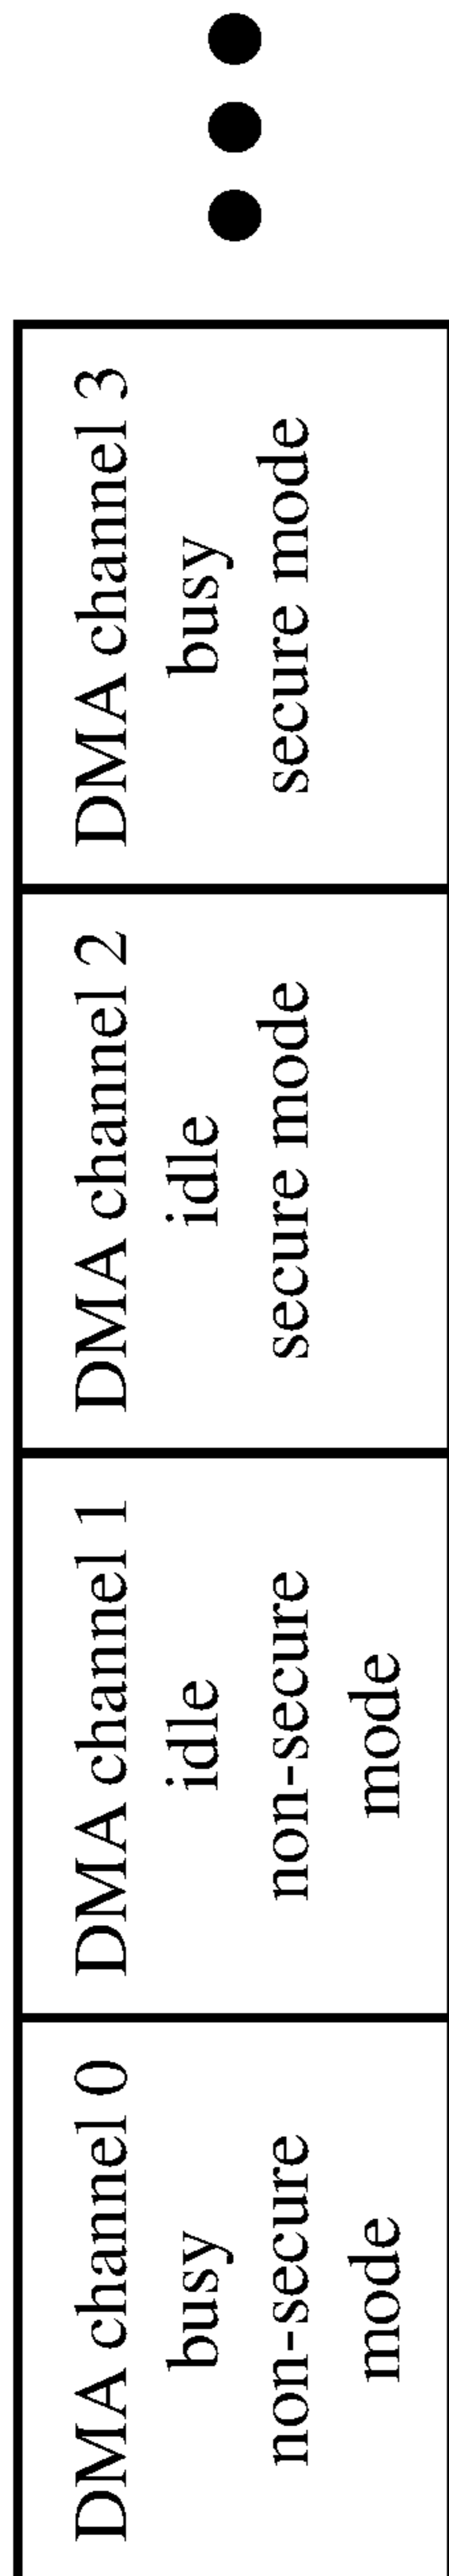 DMA channel 0
busy
non-secure
mode
DMA channel 1
idle
non-secure
mode
DMA channel 2
idle
secure mode
DMA channel 3
busy
secure mode